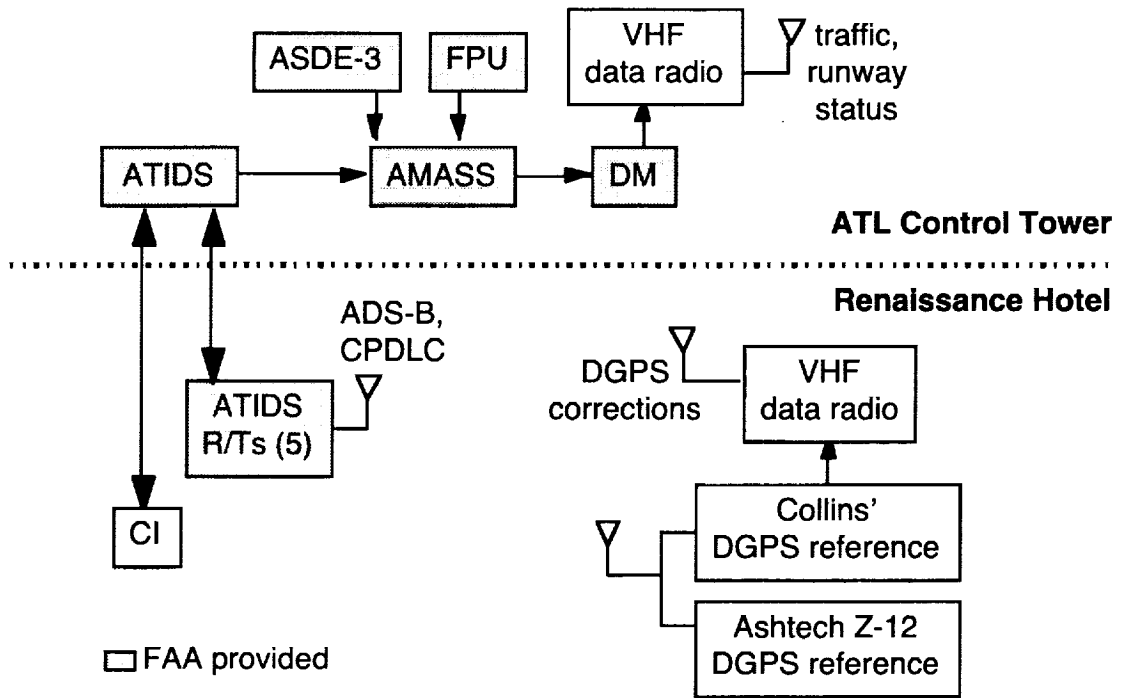 ASDE-3
FPU
VHF
data radio
traffic,
runway
status
ATIDS
AMASS
DM
ATL Control Tower
Renaissance Hotel
ADS-B,
CPDLC
ATIDS
R/Ts (5)
CI
DGPS
corrections
VHF
data radio
Collins'
DGPS reference
Ashtech Z-12
DGPS reference
FAA provided